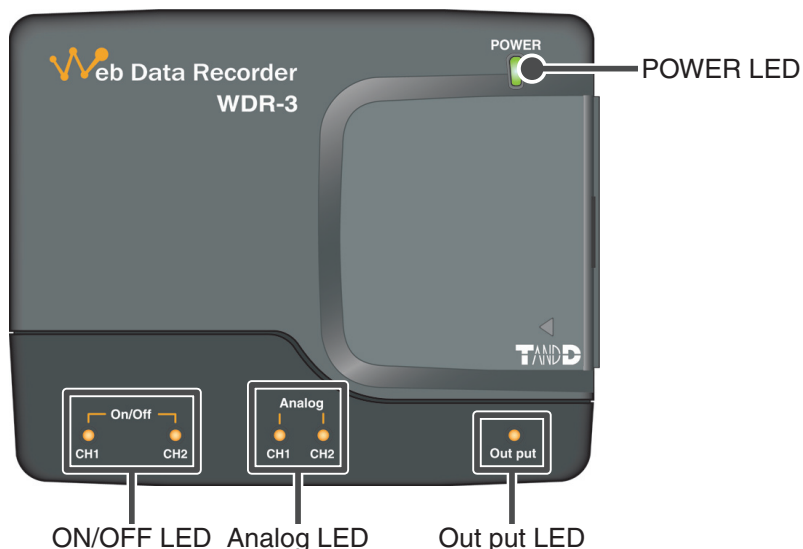 POWER
POWER LED
Web Data Recorder
WDR-3
TANDD
On/Off
CH1
CH2
Analog
CH1
CH2
Out put
ON/OFF LED
Analog LED
Out put LED